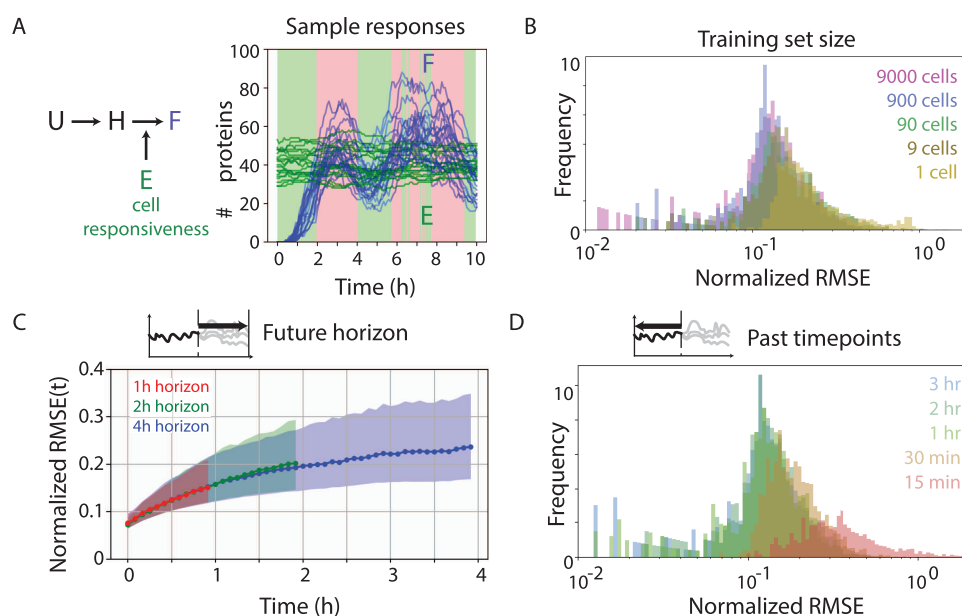 A
Sample responses
U
H
F
E
cell
responsiveness
# proteins
100
80
60
40
20
0
F
E
0
2
4
6
8
10
Time (h)
B
Training set size
Frequency
10
0
9000 cells
900 cells
90 cells
9 cells
1 cell
10-2
10-1
100
Normalized RMSE
C
Future horizon
Normalized RMSE(t)
0.4
0.3
0.2
0.1
0
1h horizon
2h horizon
4h horizon
0
1
2
3
4
Time (h)
D
Past timepoints
Frequency
10
0
3 hr
2 hr
1 hr
30 min
15 min
10-2
10-1
100
Normalized RMSE